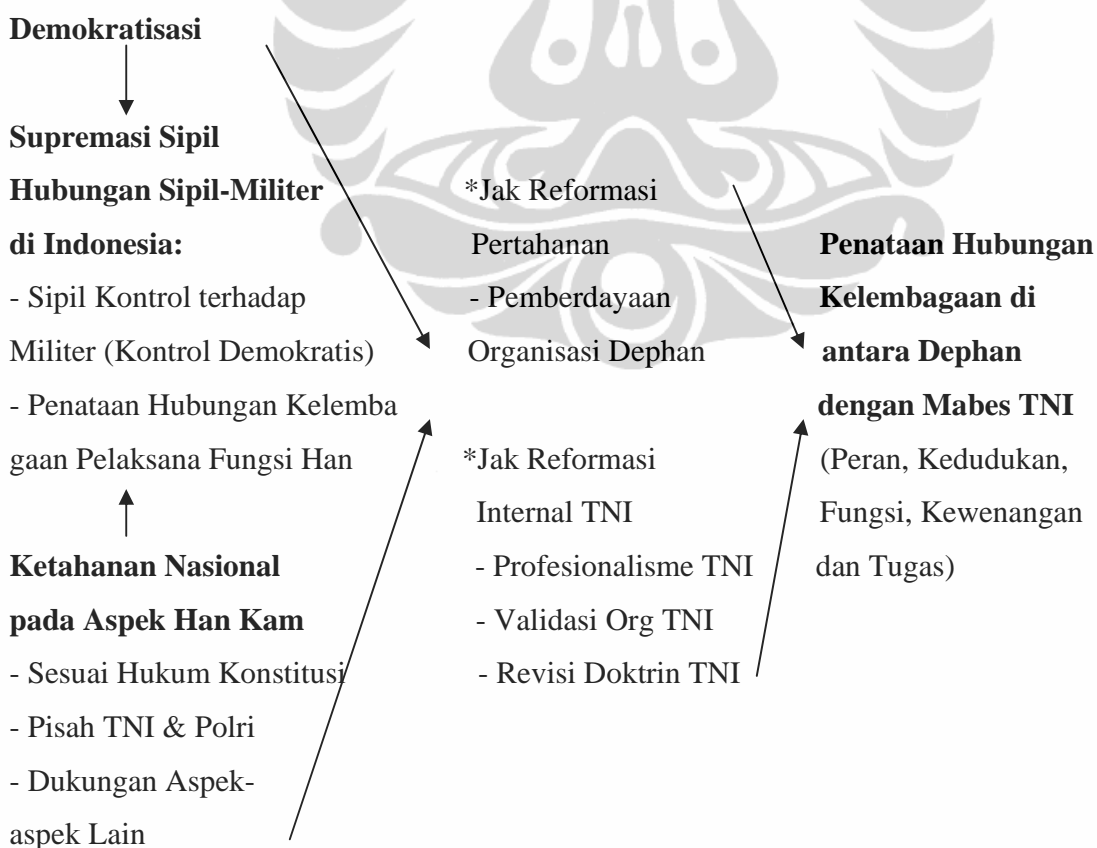 Demokratisasi
Supremasi Sipil
Hubungan Sipil-Militer
di Indonesia:
- Sipil Kontrol terhadap
Militer (Kontrol Demokratis)
- Penataan Hubungan Kelemba
gaan Pelaksana Fungsi Han
Ketahanan Nasional
pada Aspek Han Kam
- Sesuai Hukum Konstitusi
- Pisah TNI & Polri
- Dukungan Aspek-
aspek Lain
*Jak Reformasi
Pertahanan
- Pemberdayaan
Organisasi Dephan
*Jak Reformasi
Internal TNI
- Profesionalisme TNI
- Validasi Org TNI
- Revisi Doktrin TNI
Penataan Hubungan
Kelembagaan di
antara Dephan
dengan Mabes TNI
(Peran, Kedudukan,
Fungsi, Kewenangan
dan Tugas)